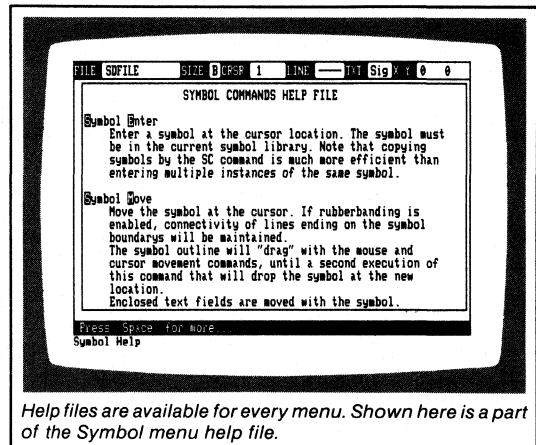 FILE SDFILE SIZE B CRSR 1 LINE TXT Sig X Y 0 0
SYMBOL COMMANDS HELP FILE
Symbol Enter
Enter a symbol at the cursor location. The symbol must
be in the current symbol library. Note that copying
symbols by the SC command is much more efficient than
entering multiple instances of the same symbol.
Symbol Move
Move the symbol at the cursor. If rubberbanding is
enabled, connectivity of lines ending on the symbol
boundarys will be maintained.
The symbol outline will "drag" with the mouse and
cursor movement commands, until a second execution of
this command that will drop the symbol at the new
location.
Enclosed text fields are moved with the symbol.
Press Space for more...
Symbol Help
Help files are available for every menu. Shown here is a part
of the Symbol menu help file.